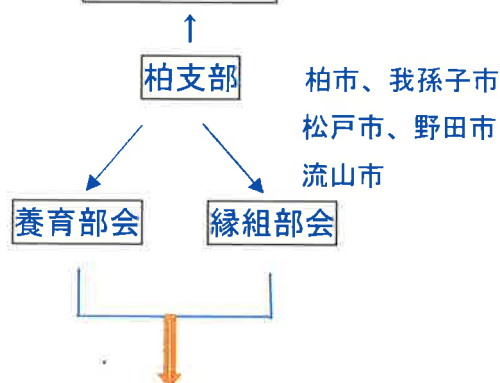 柏支部
柏市、我孫子市
松戸市、野田市
流山市
養育部会
縁組部会